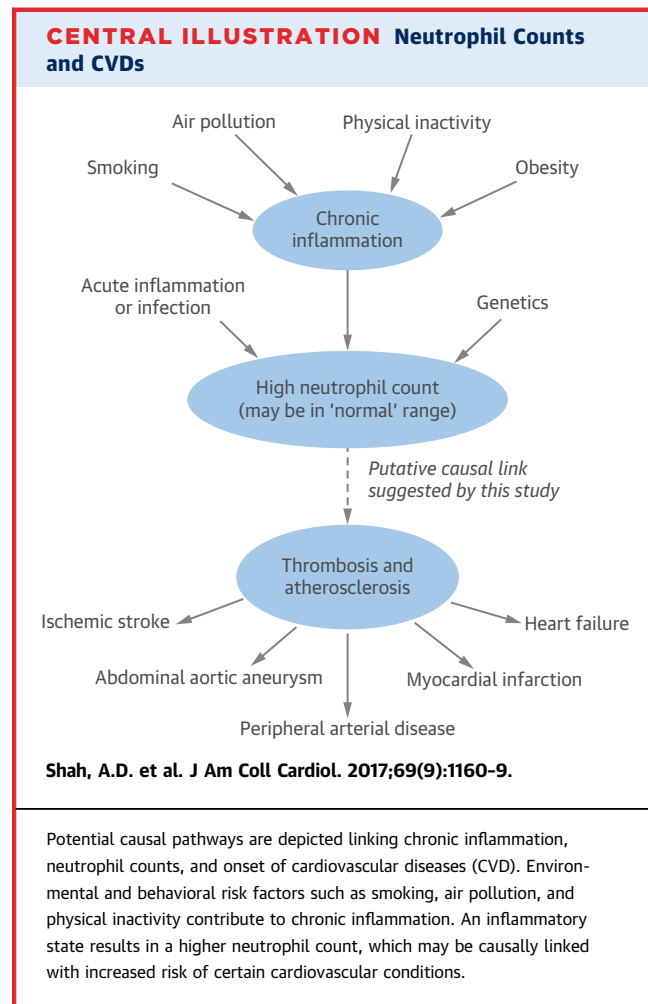 CENTRAL ILLUSTRATION Neutrophil Counts
and CVDs
Air pollution
Physical inactivity
Smoking
Obesity
Chronic
inflammation
Acute inflammation
or infection
Genetics
High neutrophil count
(may be in 'normal' range)
Putative causal link
suggested by this study
Thrombosis and
atherosclerosis
Ischemic stroke
Heart failure
Abdominal aortic aneurysm
Myocardial infarction
Peripheral arterial disease
Shah, A.D. et al. J Am Coll Cardiol. 2017;69(9):1160–9.
Potential causal pathways are depicted linking chronic inflammation,
neutrophil counts, and onset of cardiovascular diseases (CVD). Environ-
mental and behavioral risk factors such as smoking, air pollution, and
physical inactivity contribute to chronic inflammation. An inflammatory
state results in a higher neutrophil count, which may be causally linked
with increased risk of certain cardiovascular conditions.